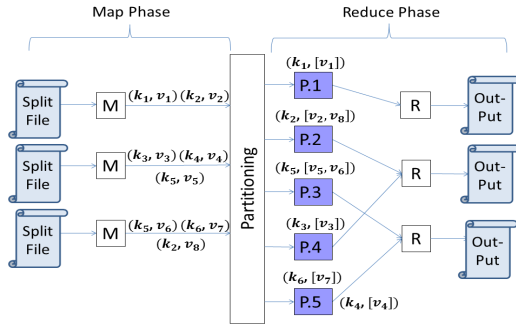 Map Phase
Reduce Phase
Split
File
M
(k₁, v₁) (k₂, v₂)
Split
File
M
(k₃, v₃) (k₄, v₄)
(k₅, v₅)
Split
File
M
(k₅, v₆) (k₆, v₇)
(k₂, v₈)
Partitioning
(k₁, [v₁])
P.1
(k₂, [v₂, v₈])
P.2
(k₅, [v₅, v₆])
P.3
(k₃, [v₃])
P.4
(k₆, [v₇])
P.5
(k₄, [v₄])
R
R
R
Out-
Put
Out-
Put
Out-
Put